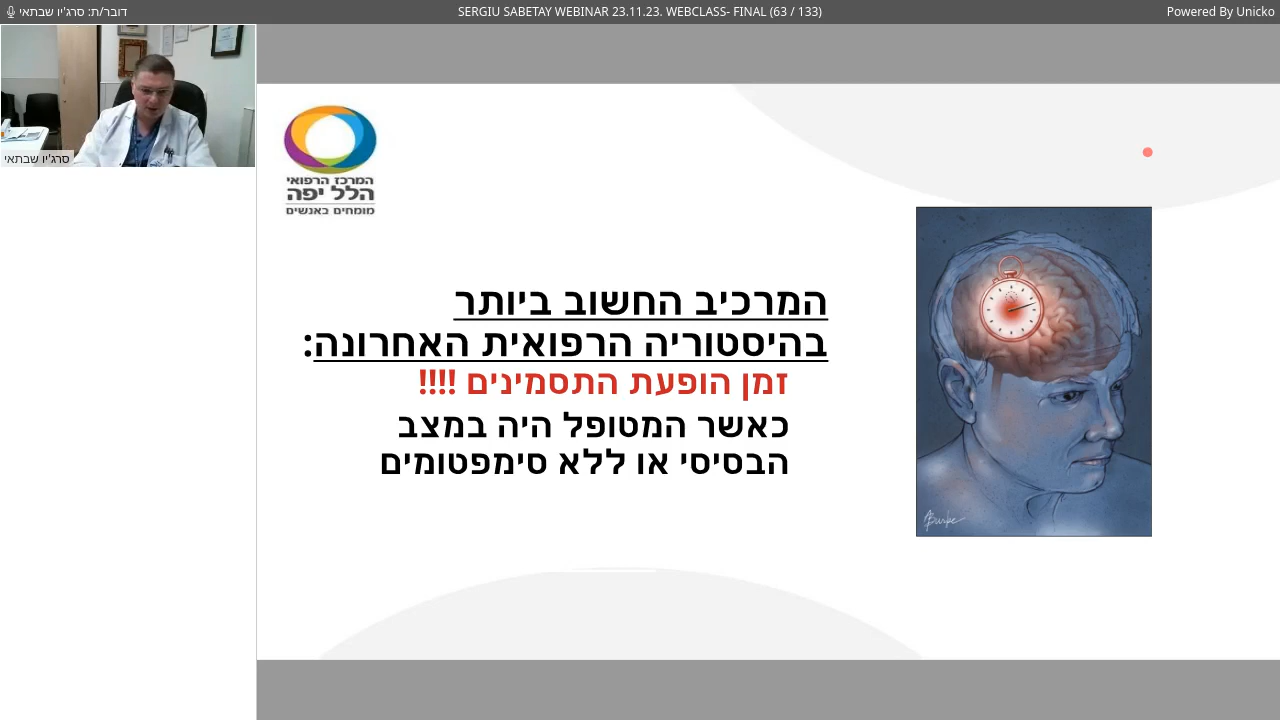 דובר/ת: סרג'יו שבתאי
SERGIU SABETAY WEBINAR 23.11.23. WEBCLASS- FINAL (63 / 133)
Powered By Unicko
סרג'יו שבתאי
המרכז הרפואי
הלל יפה
מומחים באנשים
המרכיב החשוב ביותר
בהיסטוריה הרפואית האחרונה:
זמן הופעת התסמינים !!!!
כאשר המטופל היה במצב
הבסיסי או ללא סימפטומים